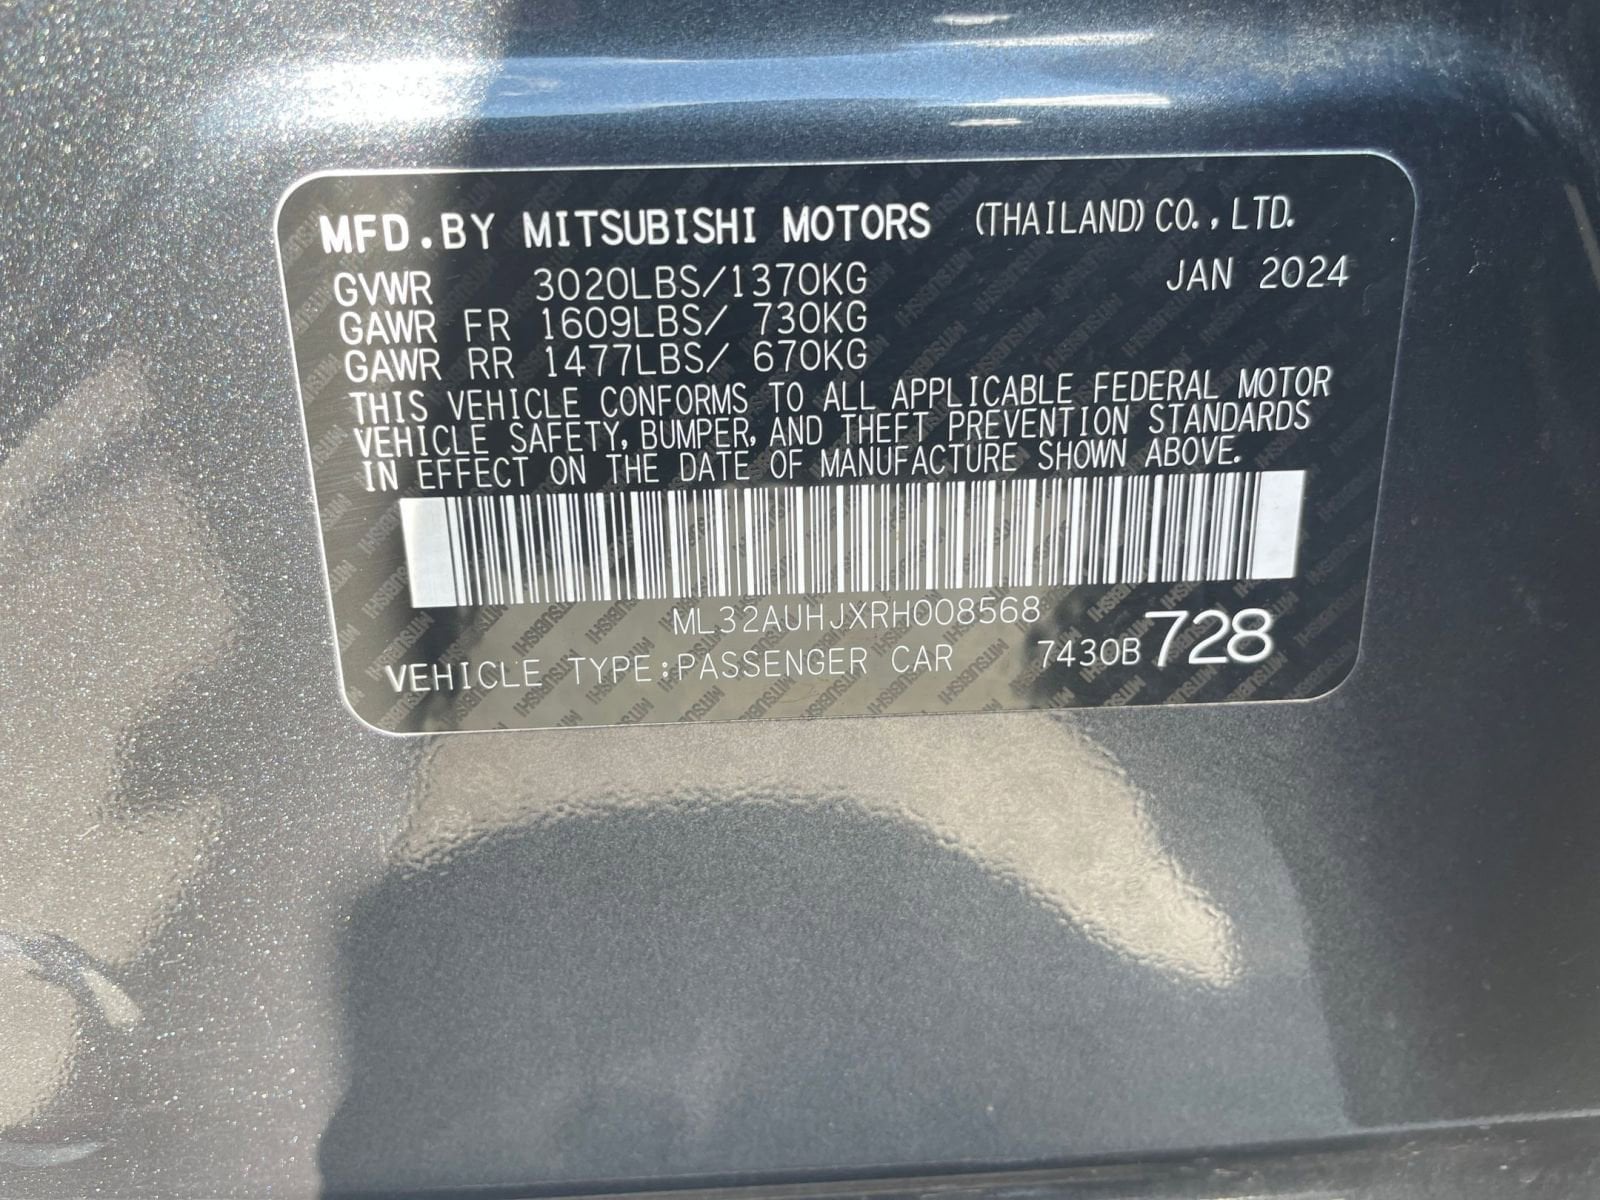 MFD.BY MITSUBISHI MOTORS (THAILAND) CO.,LTD.
GVWR 3020LBS/1370KG JAN 2024
GAWR FR 1609LBS/ 730KG
GAWR RR 1477LBS/ 670KG
THIS VEHICLE CONFORMS TO ALL APPLICABLE FEDERAL MOTOR
VEHICLE SAFETY, BUMPER, AND THEFT PREVENTION STANDARDS
IN EFFECT ON THE DATE OF MANUFACTURE SHOWN ABOVE.
ML32AUHJXRH008568
VEHICLE TYPE:PASSENGER CAR 7430B728